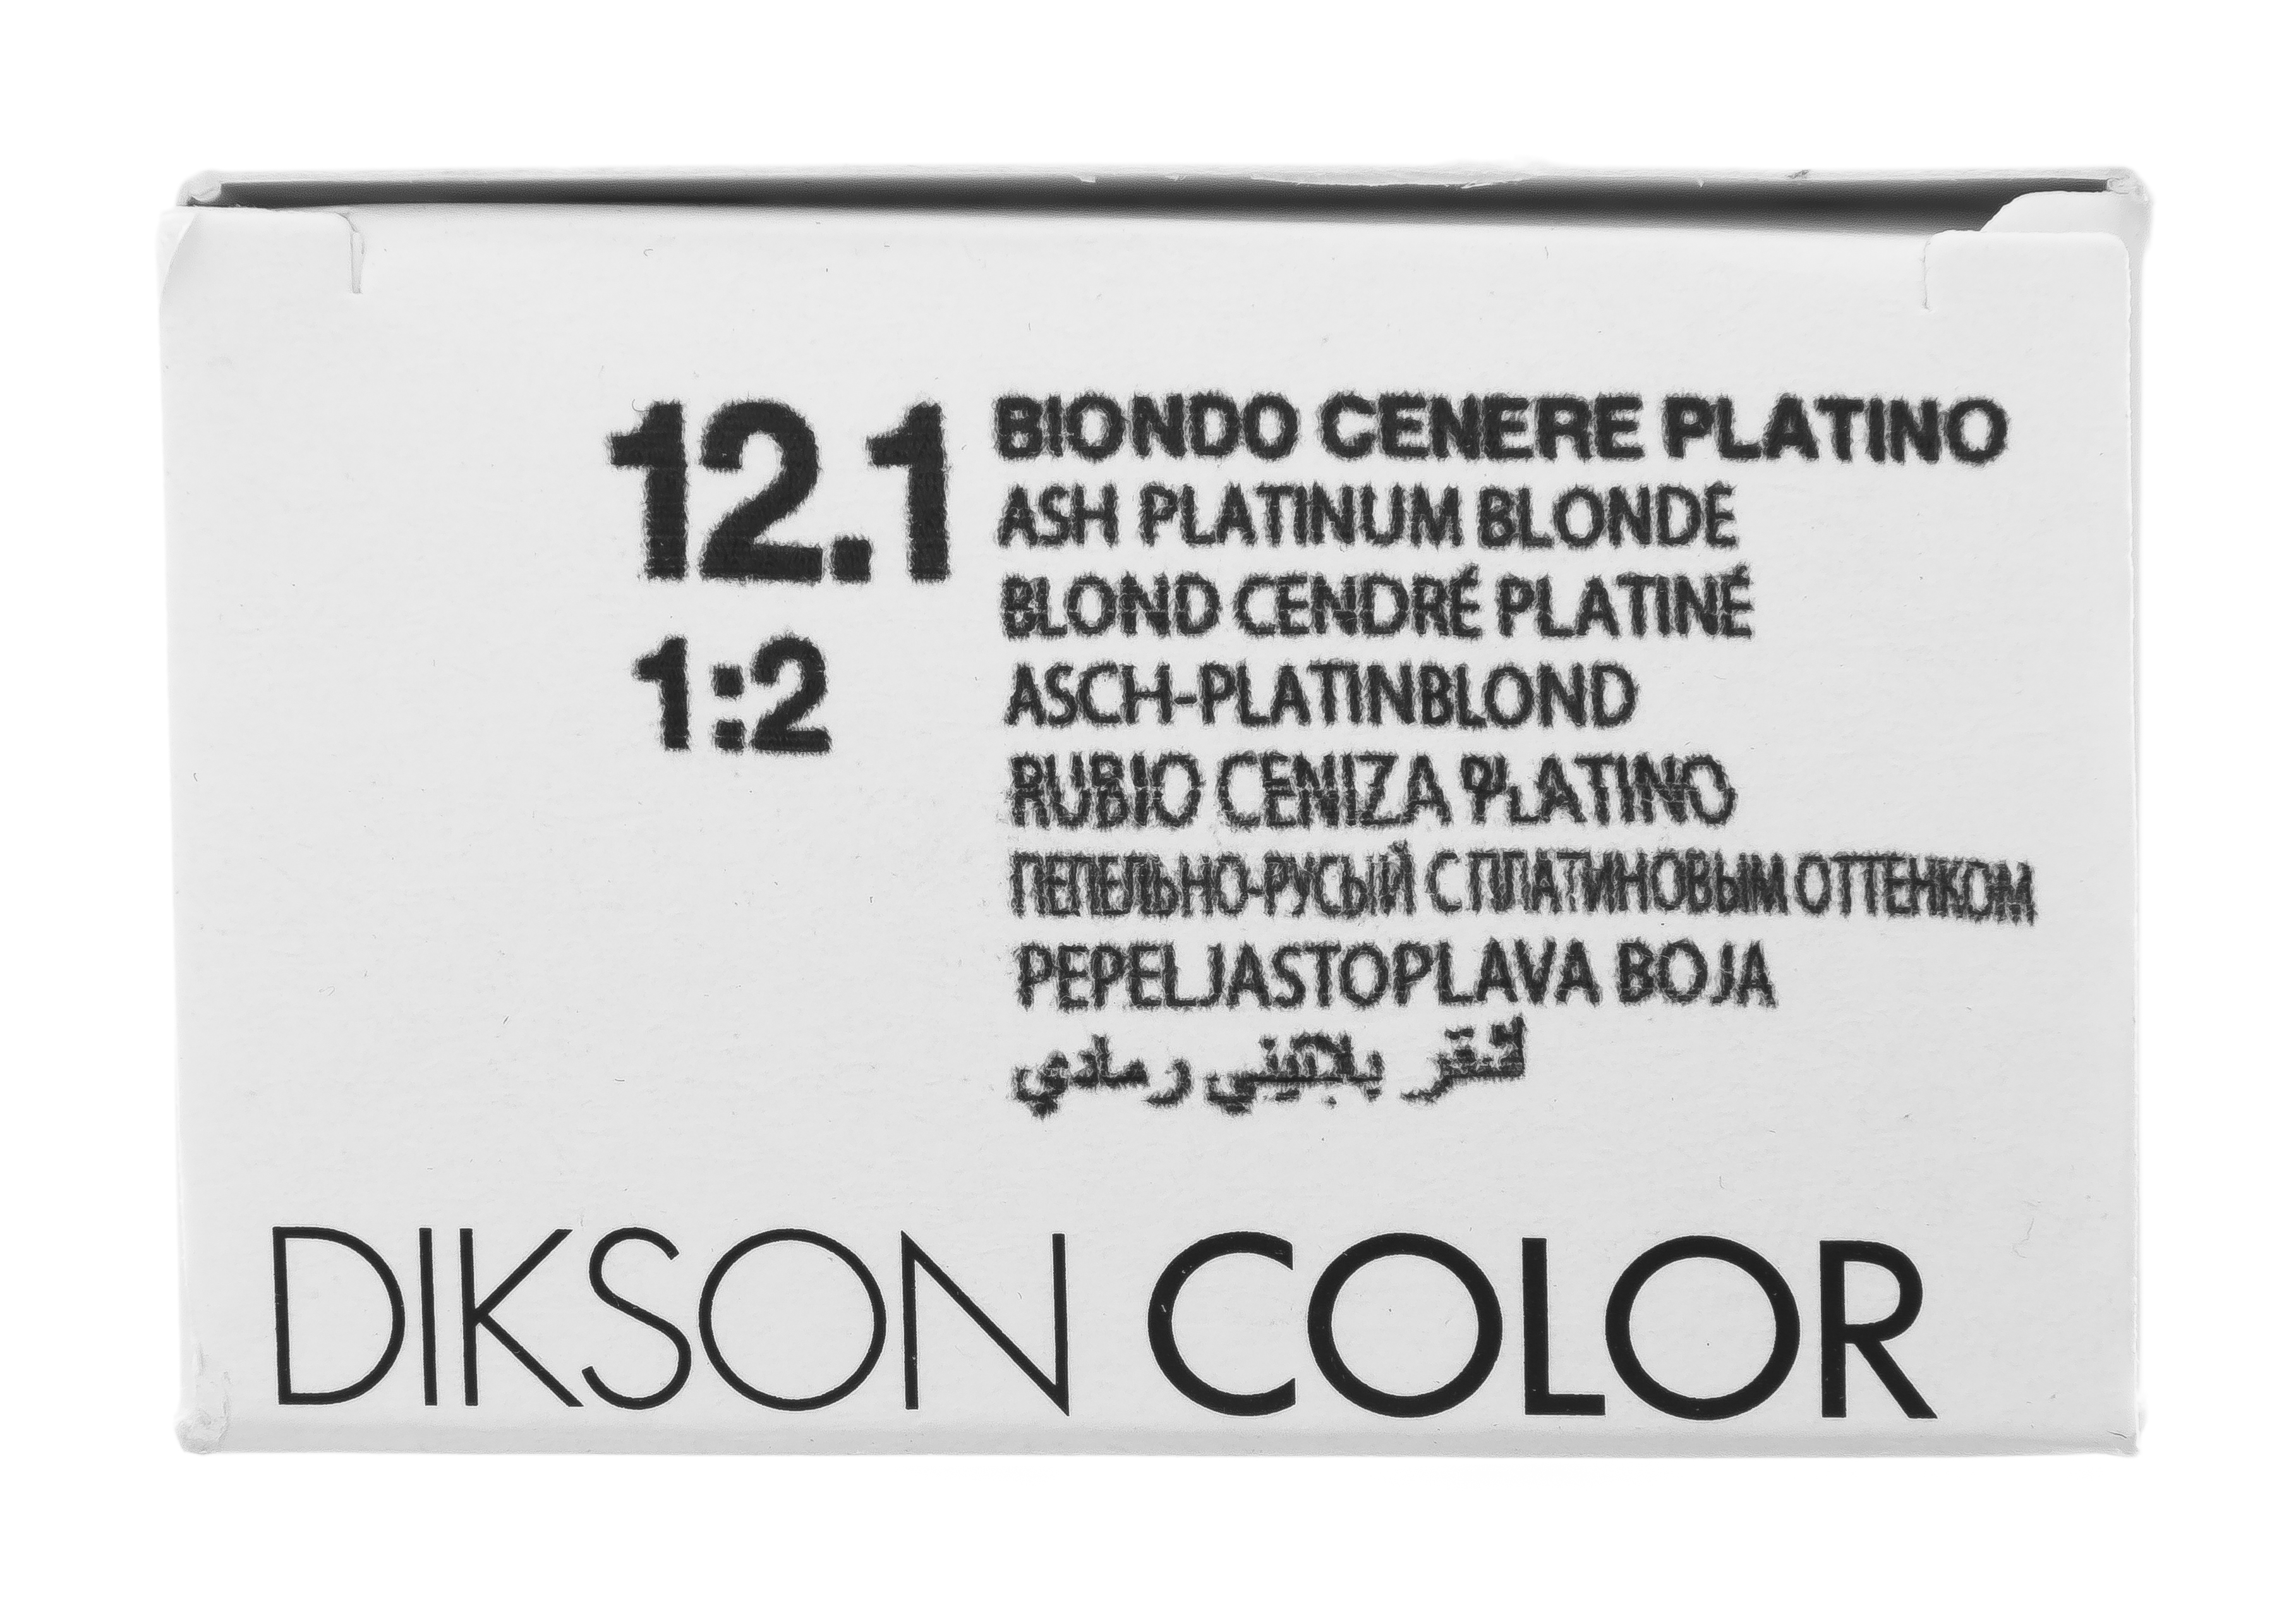 12.1
1:2
BIONDO CENERE PLATINO
ASH PLATINUM BLONDE
BLOND CENDRÉ PLATINÉ
ASCH-PLATINBLOND
RUBIO CENIZA PLATINO
ПЕПЕЛЬНО-РУСЫЙ С ПЛАТИНОВЫМ ОТТЕНКОМ
PEPELJASTOPLAVA BOJA
رمادي
DIKSON COLOR